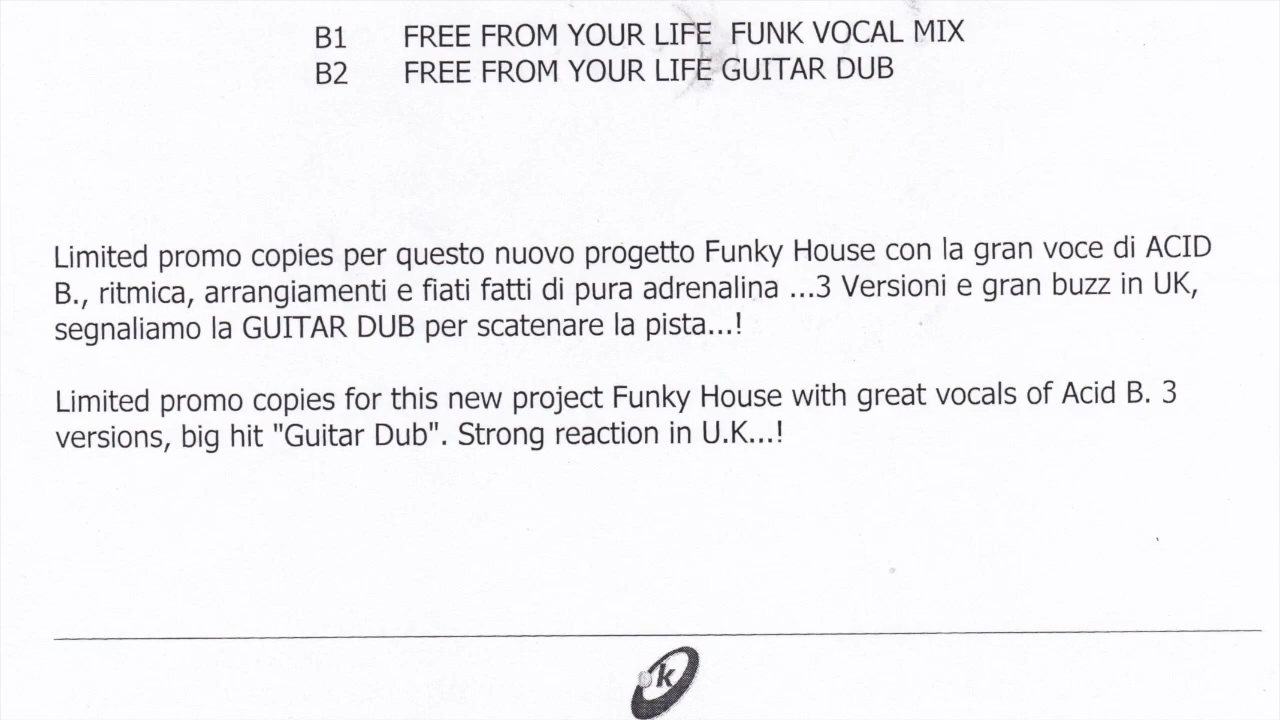 B1 FREE FROM YOUR LIFE FUNK VOCAL MIX
B2 FREE FROM YOUR LIFE GUITAR DUB
Limited promo copies per questo nuovo progetto Funky House con la gran voce di ACID
B., ritmica, arrangiamenti e fiati fatti di pura adrenalina ...3 Versioni e gran buzz in UK,
segnaliamo la GUITAR DUB per scatenare la pista...!
Limited promo copies for this new project Funky House with great vocals of Acid B. 3
versions, big hit "Guitar Dub". Strong reaction in U.K...!
k